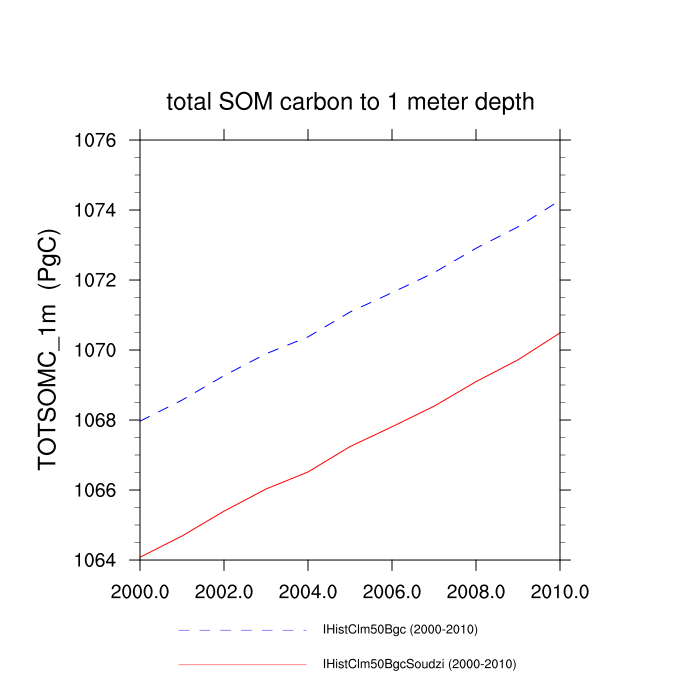 total SOM carbon to 1 meter depth
TOTSOMC_1m (PgC)
1076
1074
1072
1070
1068
1066
1064
2000.0 2002.0 2004.0 2006.0 2008.0 2010.0
IHistClm50Bgc (2000-2010)
IHistClm50BgcSoudzi (2000-2010)